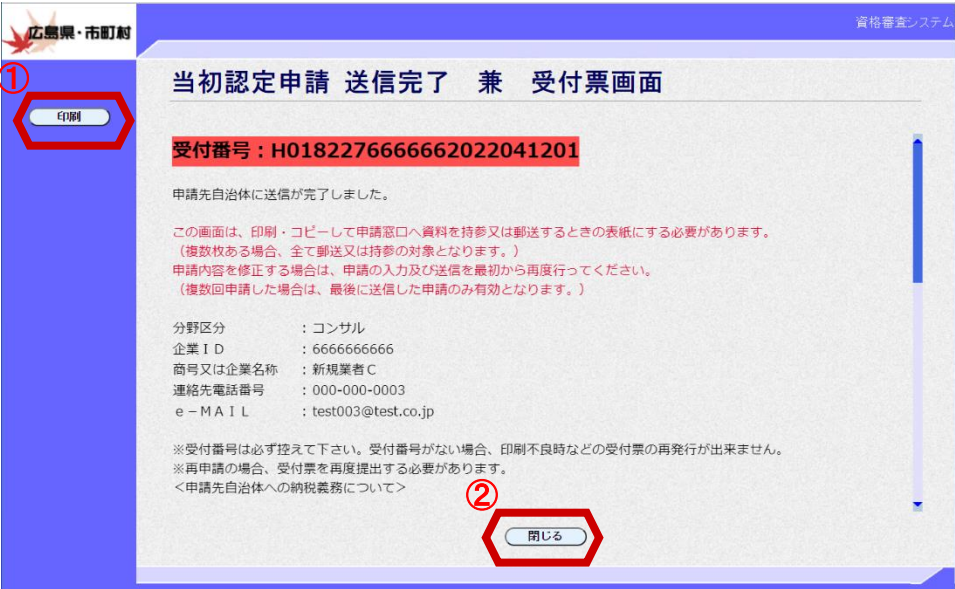 広島県・市町村
資格審査システム
①
印刷
当初認定申請 送信完了 兼 受付票画面
受付番号：H0182276666662022041201
申請先自治体に送信が完了しました。
この画面は、印刷・コピーして申請窓口へ資料を持参又は郵送するときの表紙にする必要があります。
（複数枚ある場合、全て郵送又は持参の対象となります。）
申請内容を修正する場合は、申請の入力及び送信を最初から再度行ってください。
（複数回申請した場合は、最後に送信した申請のみ有効となります。）
分野区分 ：コンサル
企業ＩＤ ：6666666666
商号又は企業名称 ：新規業者Ｃ
連絡先電話番号 ：000-000-0003
ｅ－ＭＡＩＬ ：test003@test.co.jp
※受付番号は必ず控えて下さい。受付番号がない場合、印刷不良時などの受付票の再発行が出来ません。
※再申請の場合、受付票を再度提出する必要があります。
＜申請先自治体への納税義務について＞
②
閉じる